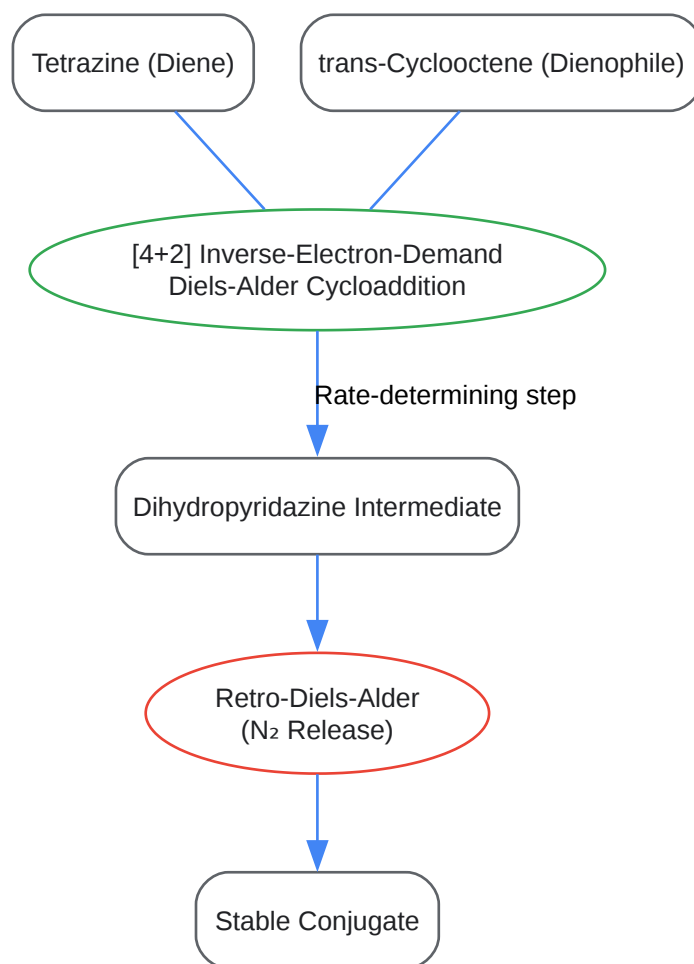 Tetrazine (Diene)
trans-Cyclooctene (Dienophile)
[4+2] Inverse-Electron-Demand
Diels-Alder Cycloaddition
Rate-determining step
Dihydropyridazine Intermediate
Retro-Diels-Alder
(N₂ Release)
Stable Conjugate